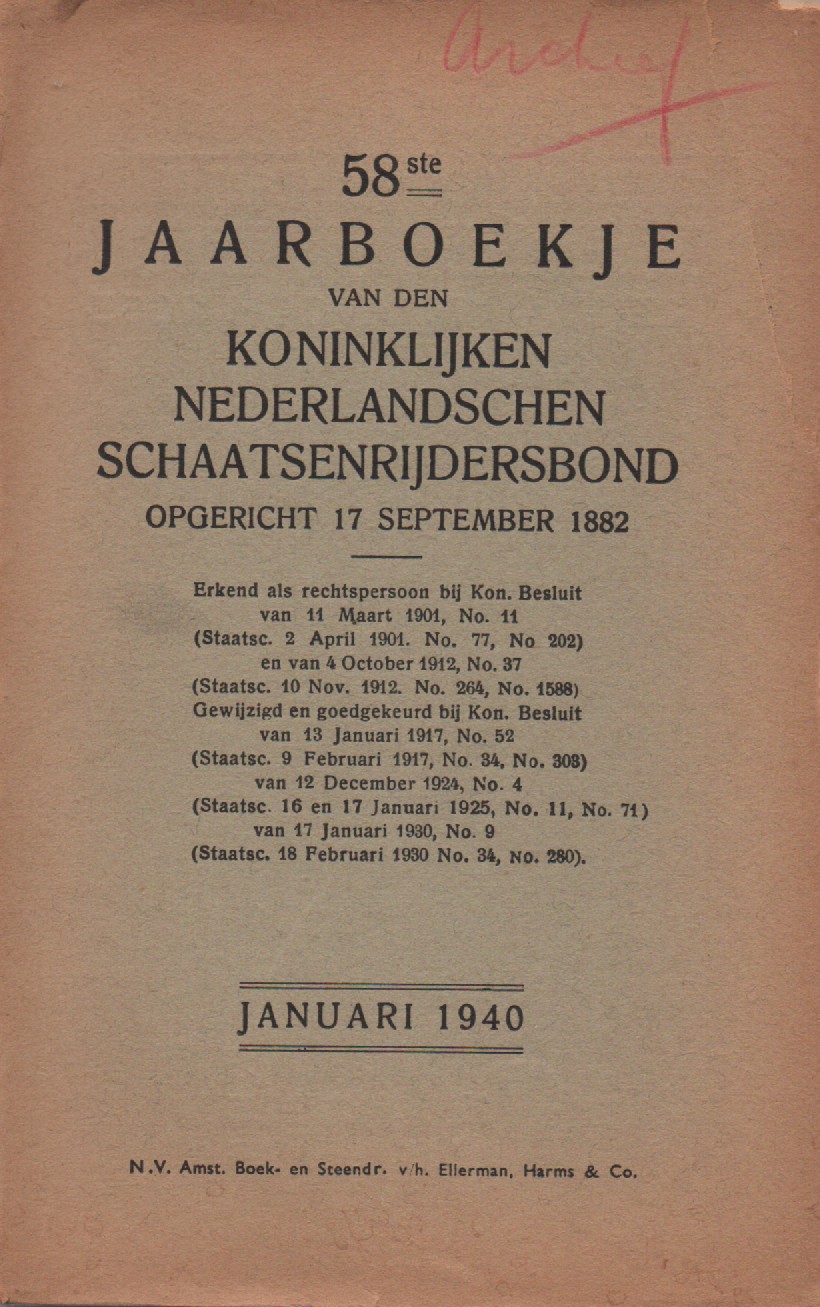 Archief
58ste
JAARBOEKJE
VAN DEN
KONINKLIJKEN
NEDERLANDSCHEN
SCHAATSENRIJDERSBOND
OPGERICHT 17 SEPTEMBER 1882
Erkend als rechtspersoon bij Kon. Besluit
van 11 Maart 1901, No. 11
(Staatsc. 2 April 1901. No. 77, No 202)
en van 4 October 1912, No. 37
(Staatsc. 10 Nov. 1912. No. 264, No. 1588)
Gewijzigd en goedgekeurd bij Kon. Besluit
van 13 Januari 1917, No. 52
(Staatsc. 9 Februari 1917, No. 34, No. 303)
van 12 December 1924, No. 4
(Staatsc. 16 en 17 Januari 1925, No. 11, No. 71)
van 17 Januari 1930, No. 9
(Staatsc. 18 Februari 1930 No. 34, No. 280).
JANUARI 1940
N.V. Amst. Boek- en Steendr. v/h. Ellerman, Harms & Co.